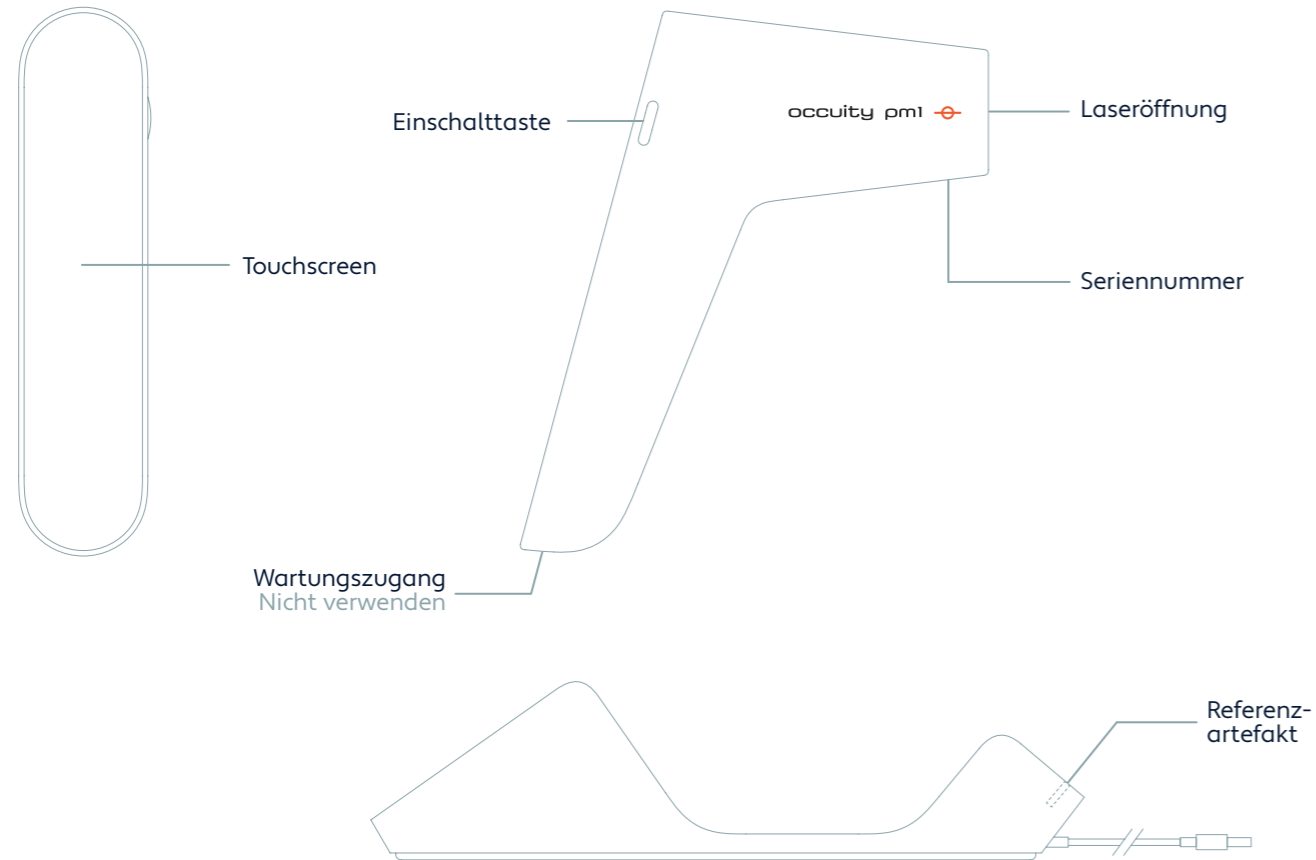 Einschalttaste
occuity pm1
Laseröffnung
Touchscreen
Seriennummer
Wartungszugang
Nicht verwenden
Referenz-
artefakt